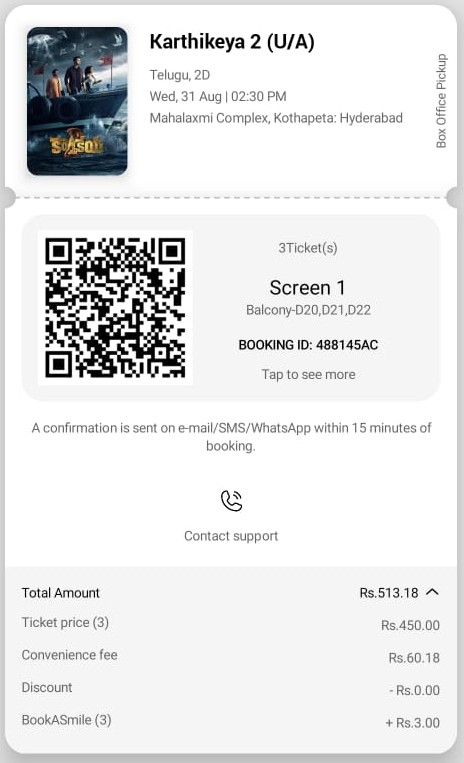 Karthikeya 2 (U/A)
Telugu, 2D
Wed, 31 Aug | 02:30 PM
Mahalaxmi Complex, Kothapeta: Hyderabad
Box Office Pickup
3Ticket(s)
Screen 1
Balcony-D20,D21,D22
BOOKING ID: 488145AC
Tap to see more
A confirmation is sent on e-mail/SMS/WhatsApp within 15 minutes of
booking.
Contact support
Total Amount Rs.513.18
Ticket price (3) Rs.450.00
Convenience fee Rs.60.18
Discount - Rs.0.00
BookASmile (3) + Rs.3.00